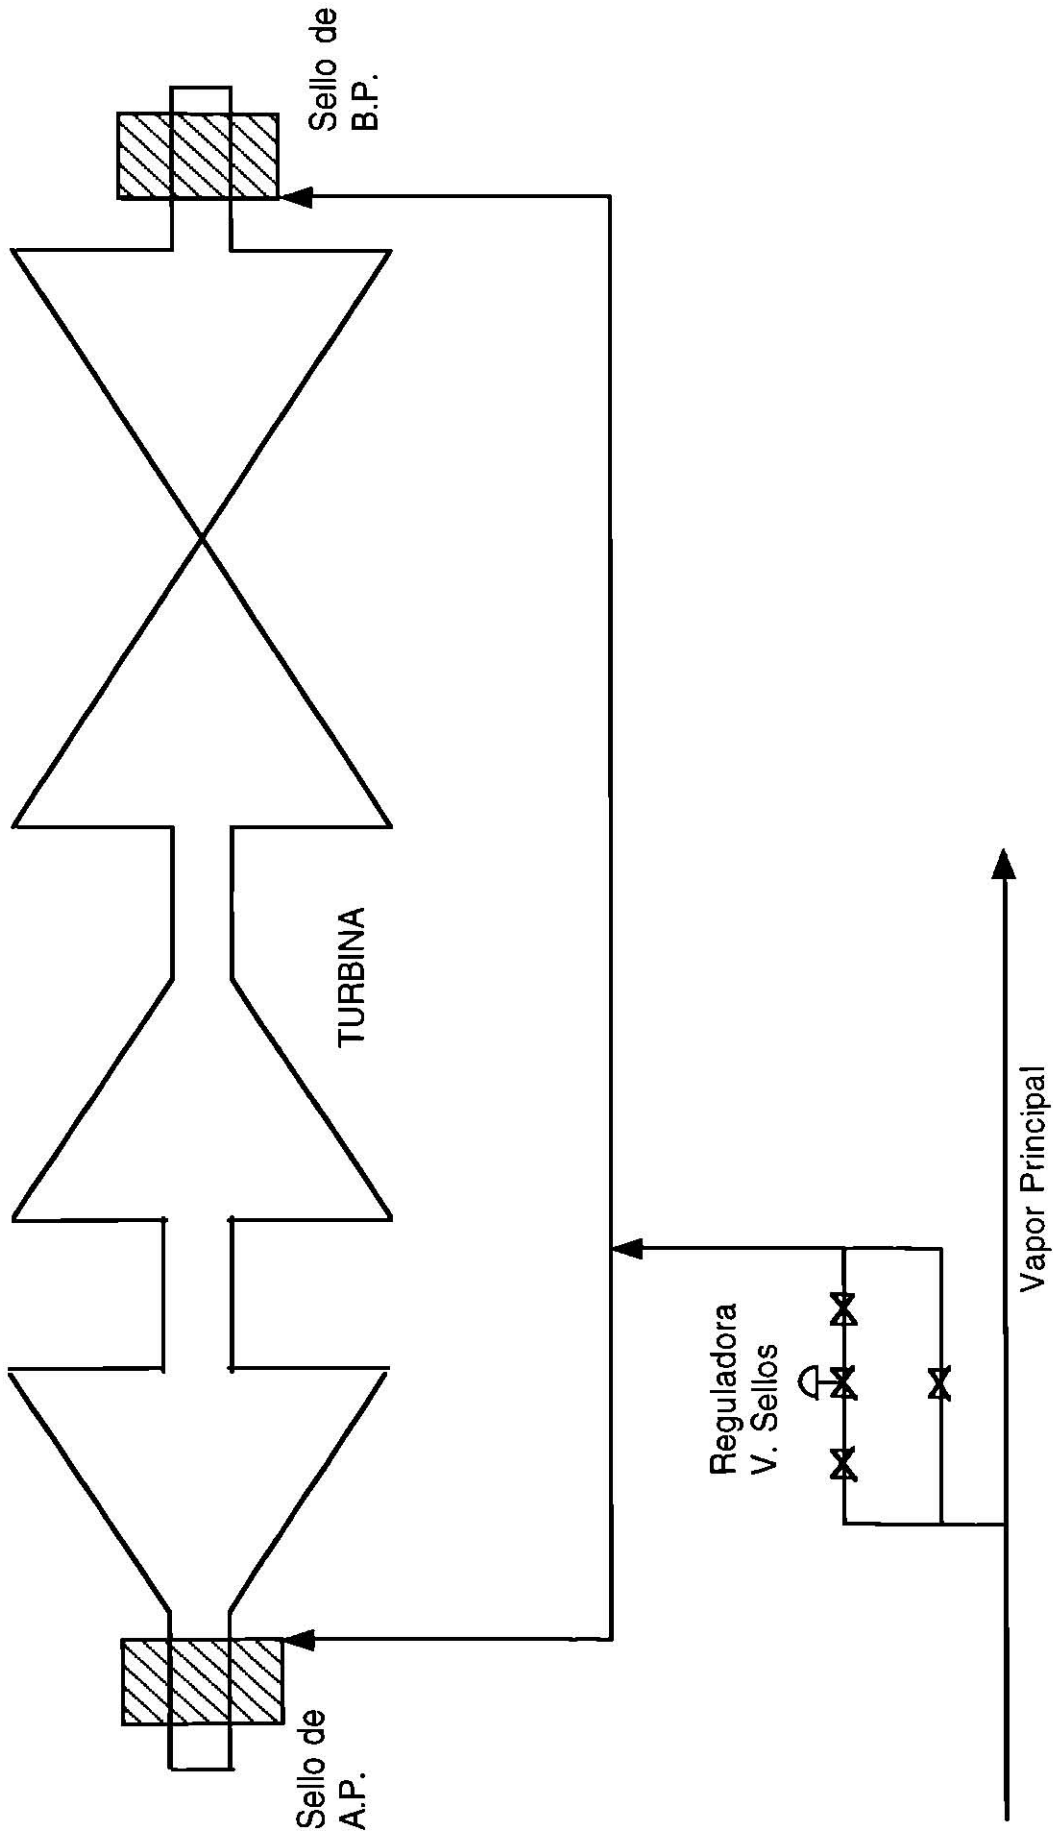 Sello de
A.P.
TURBINA
Sello de
B.P.
Reguladora
V. Sellos
Vapor Principal